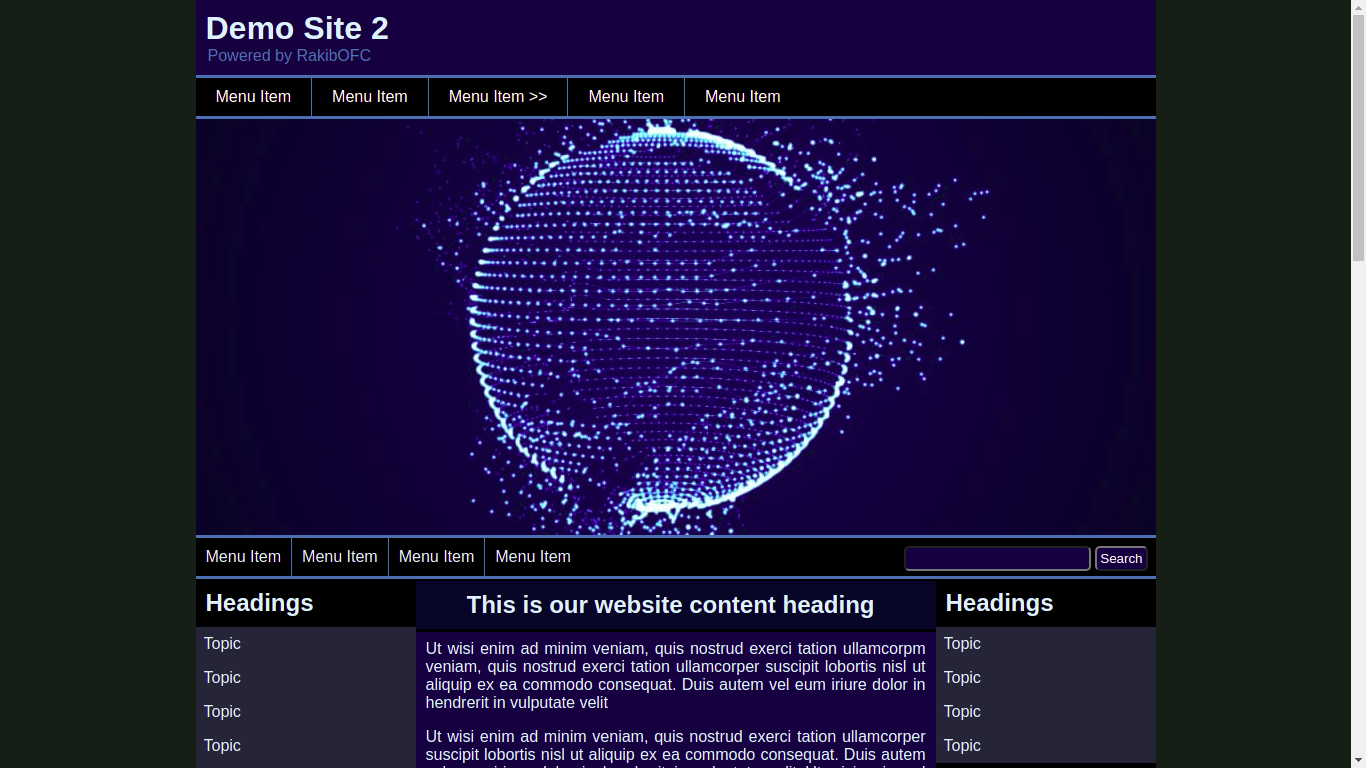 Demo Site 2
Powered by RakibOFC
Menu Item Menu Item Menu Item >> Menu Item Menu Item
Menu Item Menu Item Menu Item Menu Item Search
Headings
Topic
Topic
Topic
Topic
This is our website content heading
Ut wisi enim ad minim veniam, quis nostrud exerci tation ullamcorpm
veniam, quis nostrud exerci tation ullamcorper suscipit lobortis nisl ut
aliquip ex ea commodo consequat. Duis autem vel eum iriure dolor in
hendrerit in vulputate velit
Ut wisi enim ad minim veniam, quis nostrud exerci tation ullamcorper
suscipit lobortis nisl ut aliquip ex ea commodo consequat. Duis autem
Headings
Topic
Topic
Topic
Topic